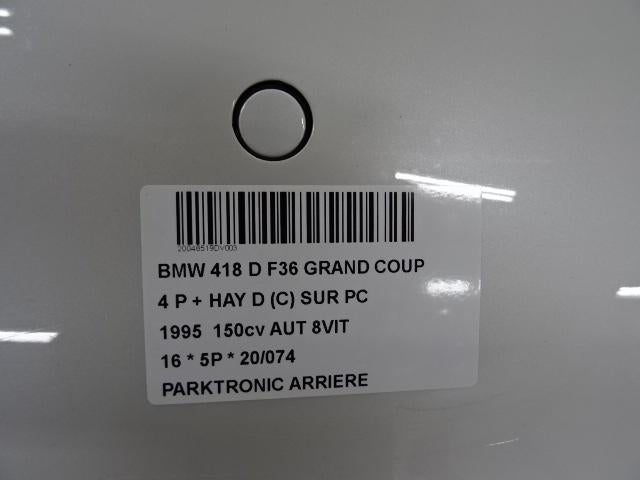 20048519DV003
BMW 418 D F36 GRAND COUP
4 P + HAY D (C) SUR PC
1995 150cv AUT 8VIT
16 * 5P * 20/074
PARKTRONIC ARRIERE